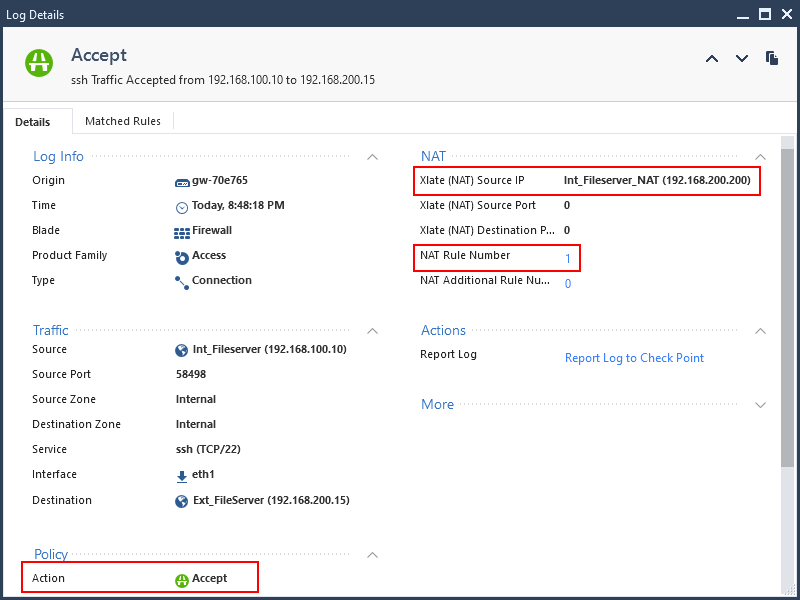 Log Details
Accept
ssh Traffic Accepted from 192.168.100.10 to 192.168.200.15
Details
Matched Rules
Log Info
Origin gw-70e765
Time Today, 8:48:18 PM
Blade Firewall
Product Family Access
Type Connection
Traffic
Source Int_Fileserver (192.168.100.10)
Source Port 58498
Source Zone Internal
Destination Zone Internal
Service ssh (TCP/22)
Interface eth1
Destination Ext_FileServer (192.168.200.15)
Policy
Action Accept
NAT
Xlate (NAT) Source IP Int_Fileserver_NAT (192.168.200.200)
Xlate (NAT) Source Port 0
Xlate (NAT) Destination P... 0
NAT Rule Number 1
NAT Additional Rule Nu... 0
Actions
Report Log Report Log to Check Point
More